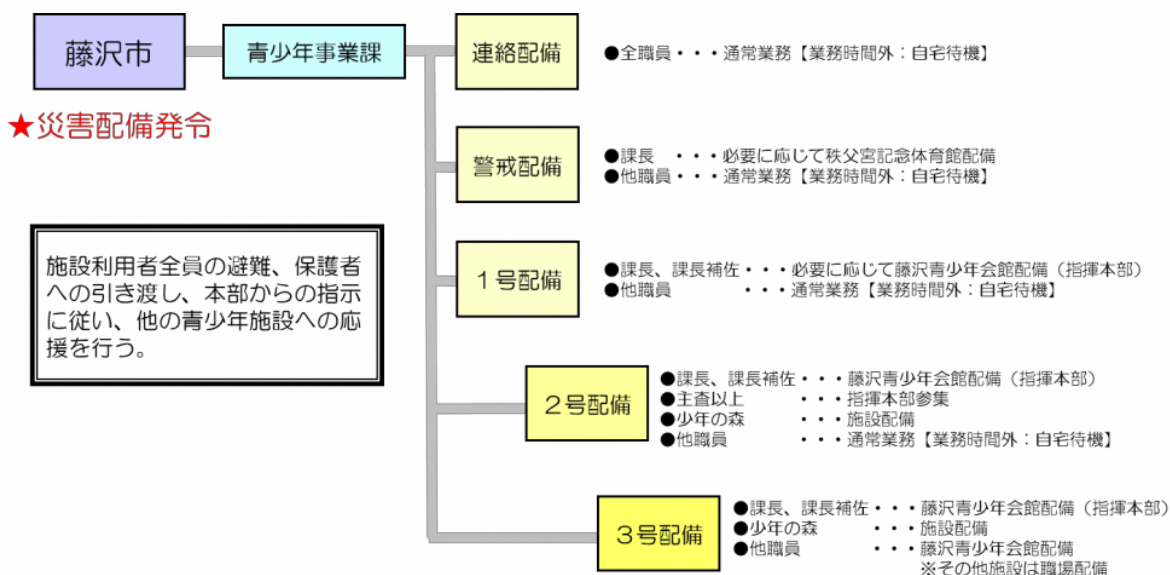 藤沢市
青少年事業課
★災害配備発令
連絡配備
●全職員・・・通常業務【業務時間外：自宅待機】
警戒配備
●課長　・・・必要に応じて秩父宮記念体育館配備
●他職員・・・通常業務【業務時間外：自宅待機】
施設利用者全員の避難、保護者
への引き渡し、本部からの指示
に従い、他の青少年施設への応
援を行う。
１号配備
●課長、課長補佐・・・必要に応じて藤沢青少年会館配備（指揮本部）
●他職員　　　　・・・通常業務【業務時間外：自宅待機】
２号配備
●課長、課長補佐・・・藤沢青少年会館配備（指揮本部）
●主査以上　　　・・・指揮本部参集
●少年の森　　　・・・施設配備
●他職員　　　　・・・通常業務【業務時間外：自宅待機】
３号配備
●課長、課長補佐・・・藤沢青少年会館配備（指揮本部）
●少年の森　　　・・・施設配備
●他職員　　　　・・・藤沢青少年会館配備
※その他施設は職場配備